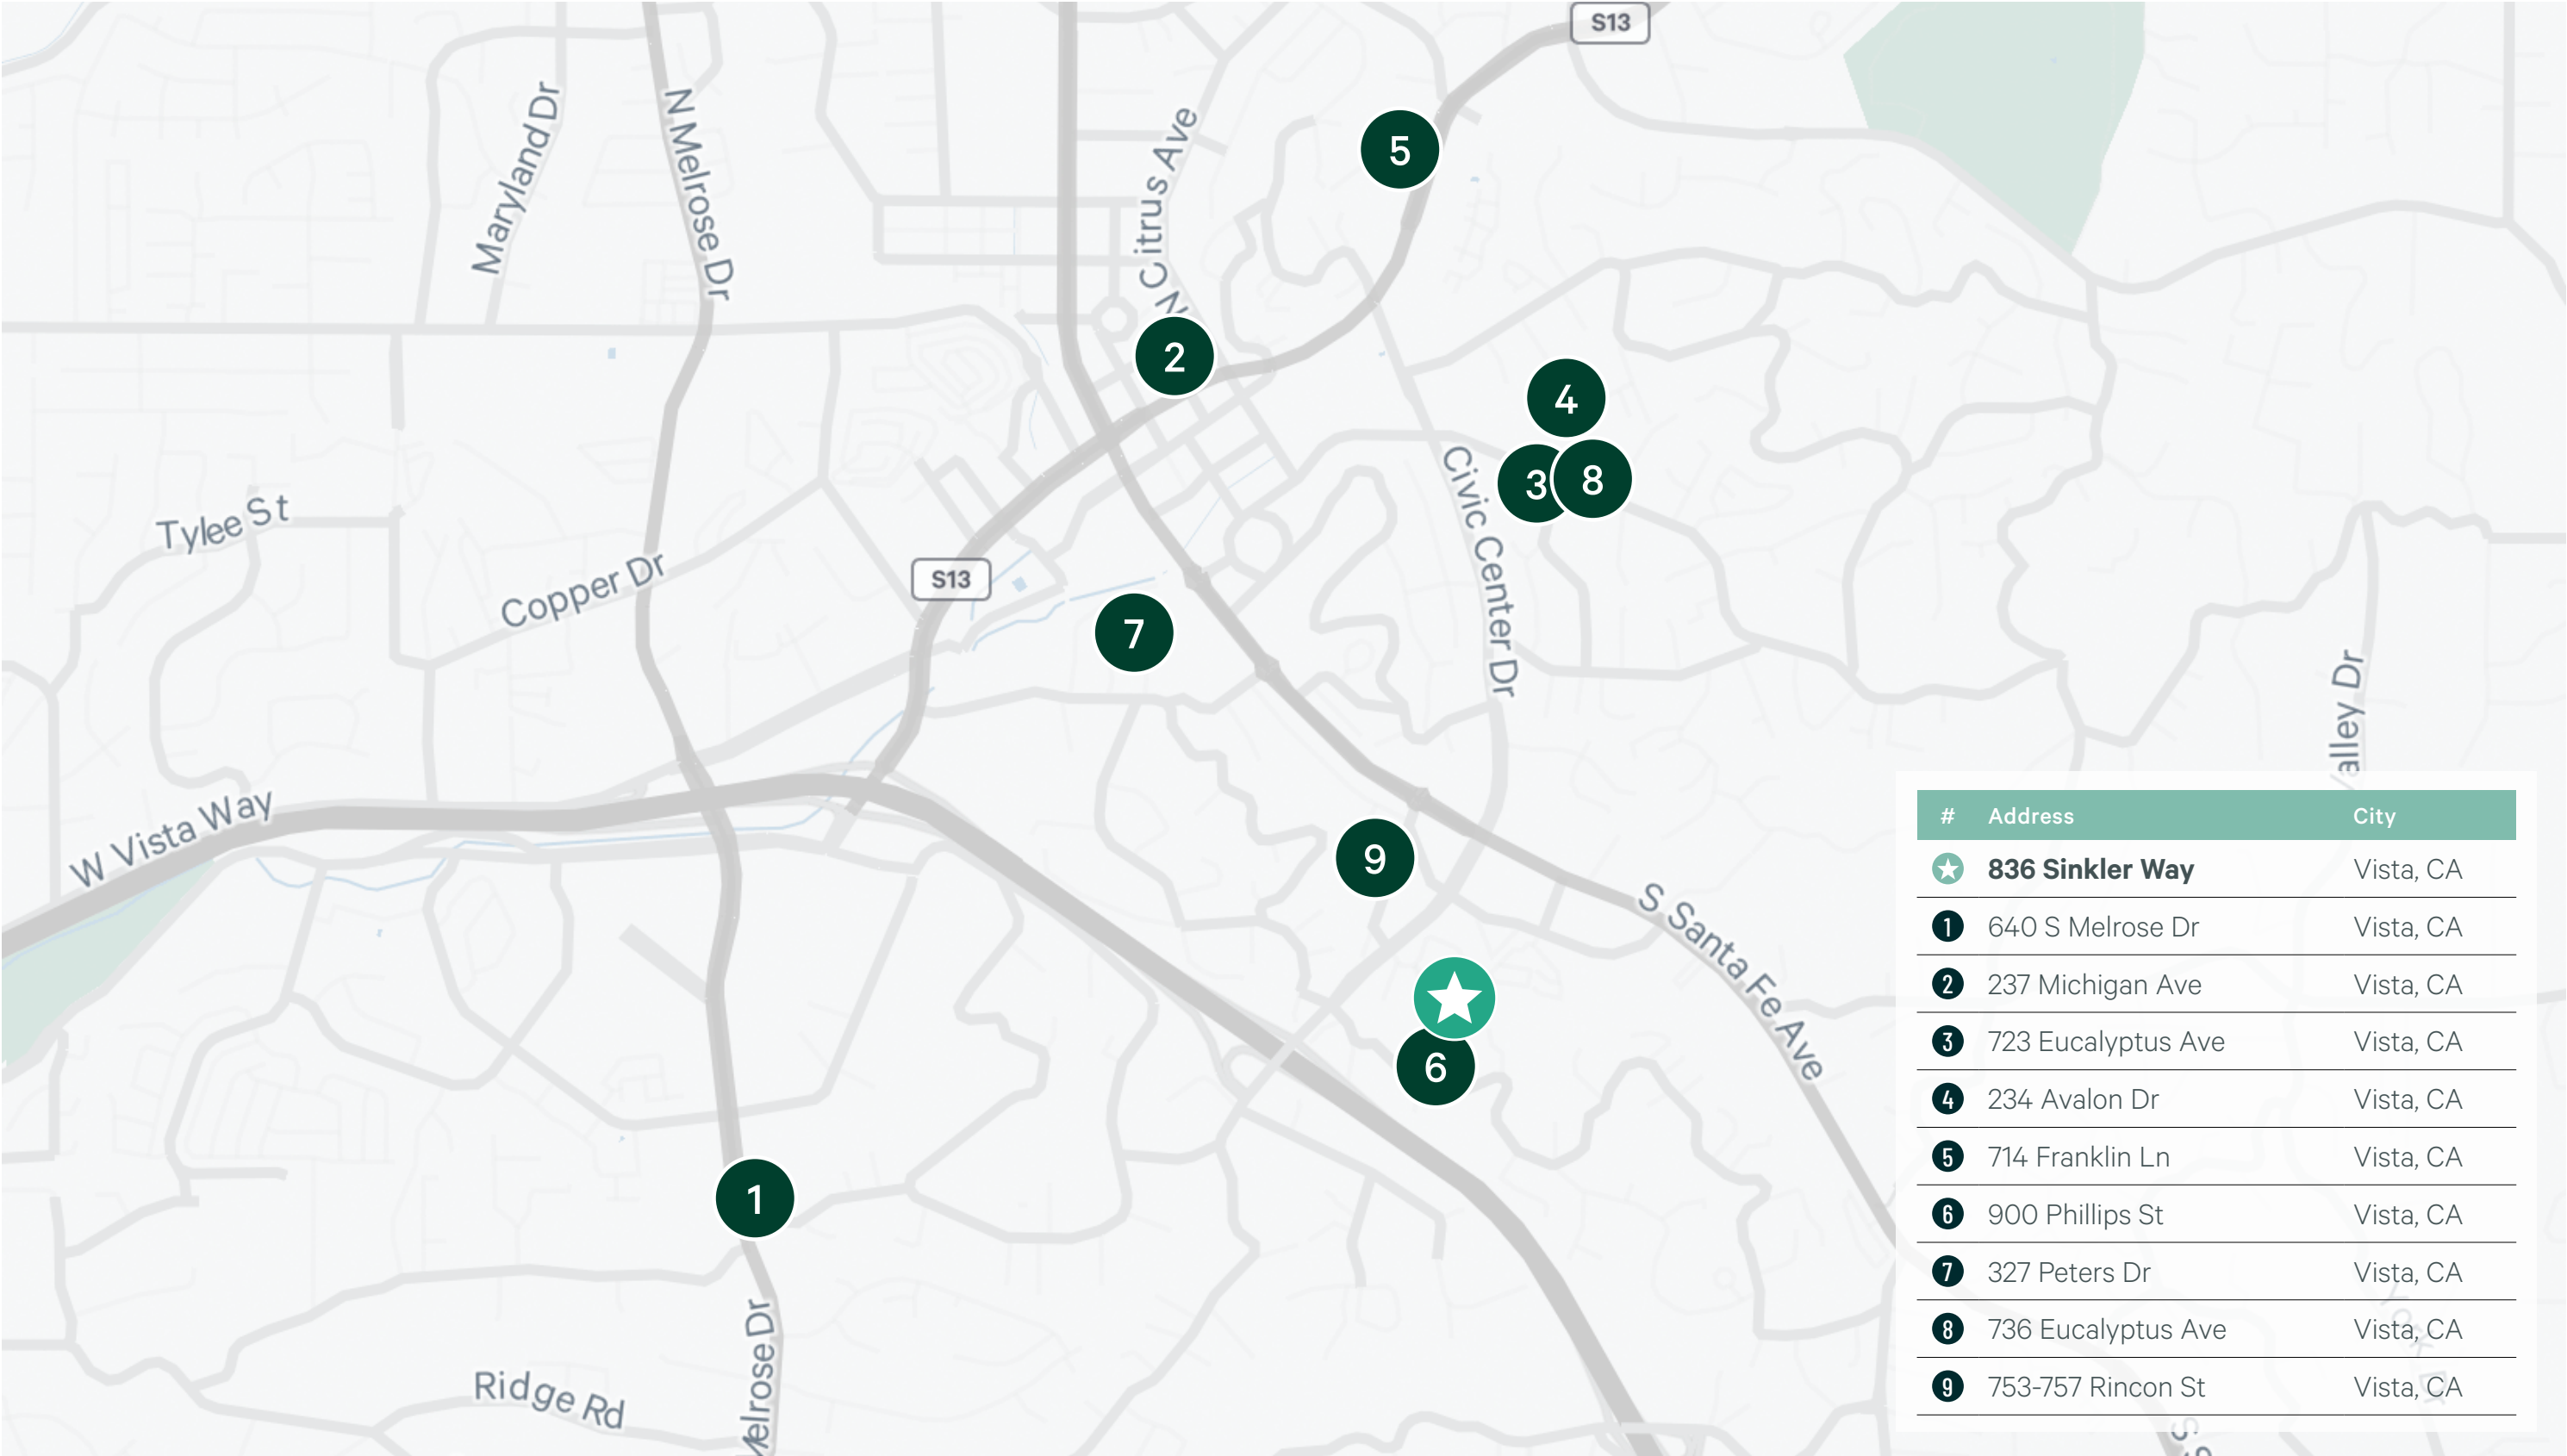 S13
Maryland Dr
N Melrose Dr
N Citrus Ave
5
2
4
3
8
Civic Center Dr
Tylee St
Copper Dr
S13
7
W Vista Way
9
S Santa Fe Ave
6
1
Melrose Dr
Ridge Rd
# Address City
836 Sinkler Way Vista, CA
1 640 S Melrose Dr Vista, CA
2 237 Michigan Ave Vista, CA
3 723 Eucalyptus Ave Vista, CA
4 234 Avalon Dr Vista, CA
5 714 Franklin Ln Vista, CA
6 900 Phillips St Vista, CA
7 327 Peters Dr Vista, CA
8 736 Eucalyptus Ave Vista, CA
9 753-757 Rincon St Vista, CA